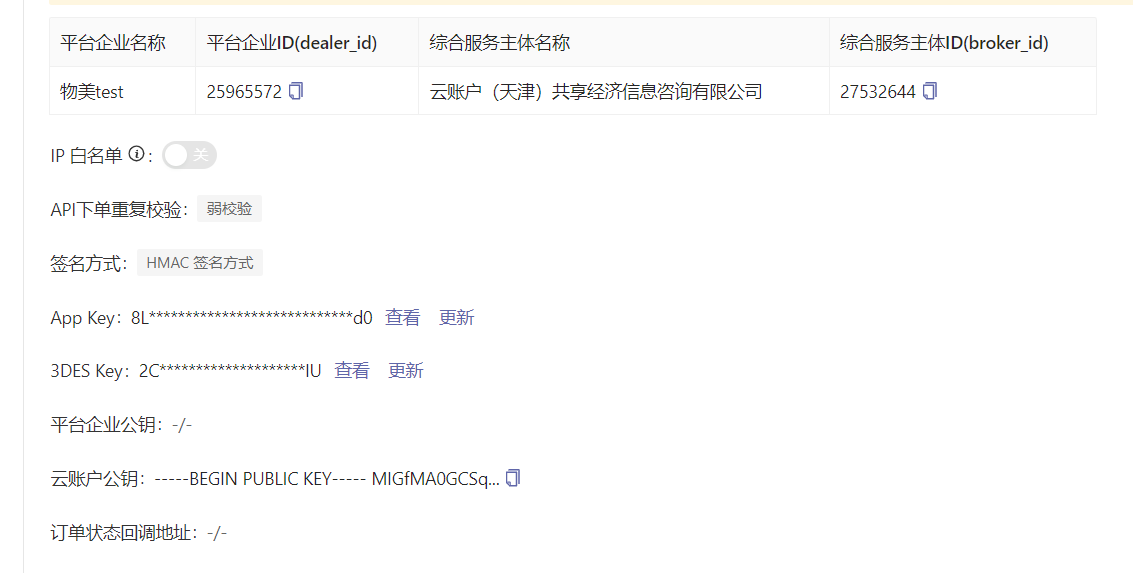 平台企业名称 平台企业ID(dealer_id) 综合服务主体名称 综合服务主体ID(broker_id)
物美test 25965572 云账户（天津）共享经济信息咨询有限公司 27532644
IP 白名单 : 关
API下单重复校验: 弱校验
签名方式: HMAC 签名方式
App Key: 8L****************************d0 查看 更新
3DES Key: 2C********************IU 查看 更新
平台企业公钥: -/-
云账户公钥: -----BEGIN PUBLIC KEY----- MIGfMA0GCSq...
订单状态回调地址: -/-